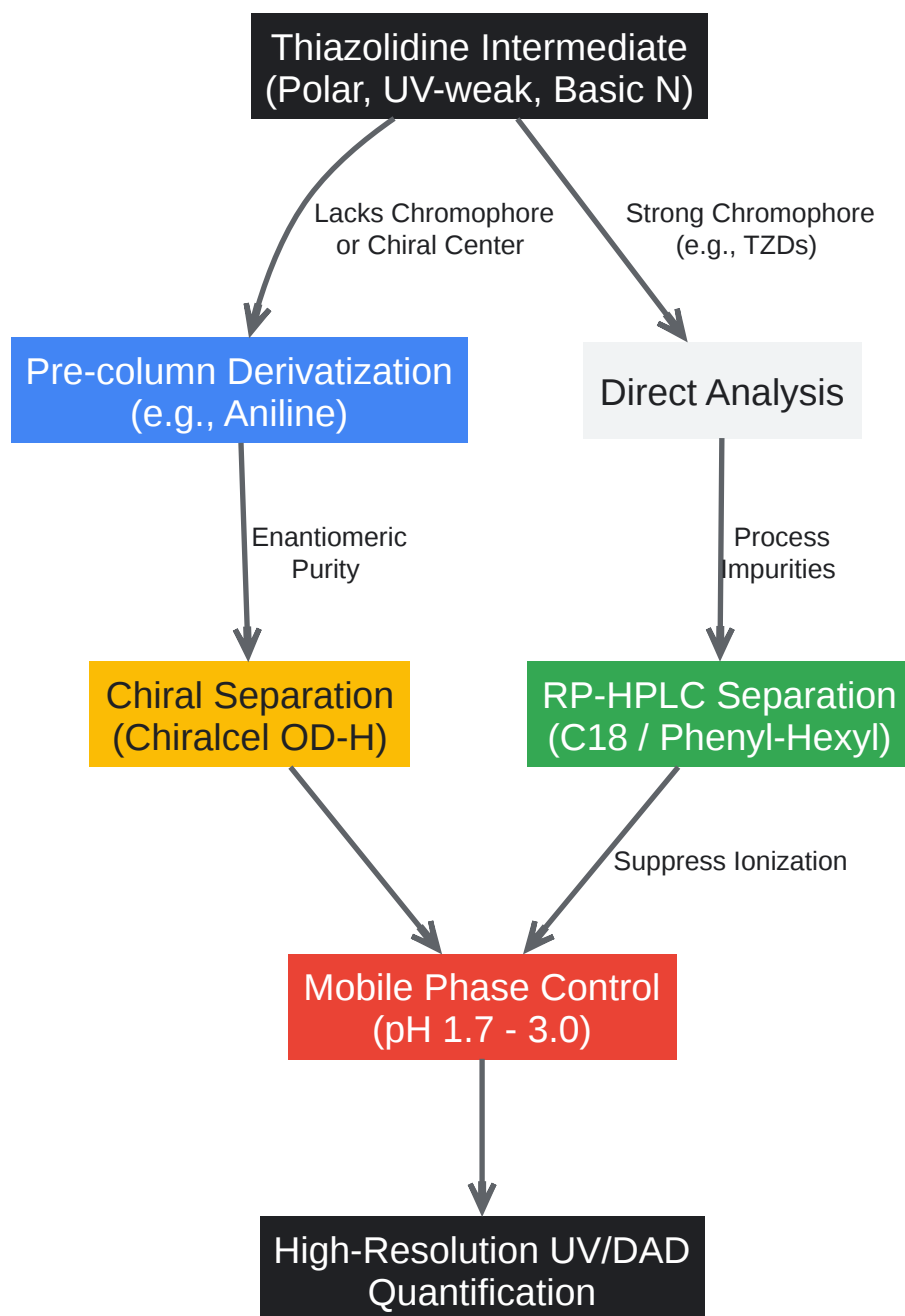 Thiazolidine Intermediate
(Polar, UV-weak, Basic N)
Lacks Chromophore
or Chiral Center
Strong Chromophore
(e.g., TZDs)
Pre-column Derivatization
(e.g., Aniline)
Direct Analysis
Enantiomeric
Purity
Process
Impurities
Chiral Separation
(Chiralcel OD-H)
RP-HPLC Separation
(C18 / Phenyl-Hexyl)
Suppress Ionization
Mobile Phase Control
(pH 1.7 - 3.0)
High-Resolution UV/DAD
Quantification